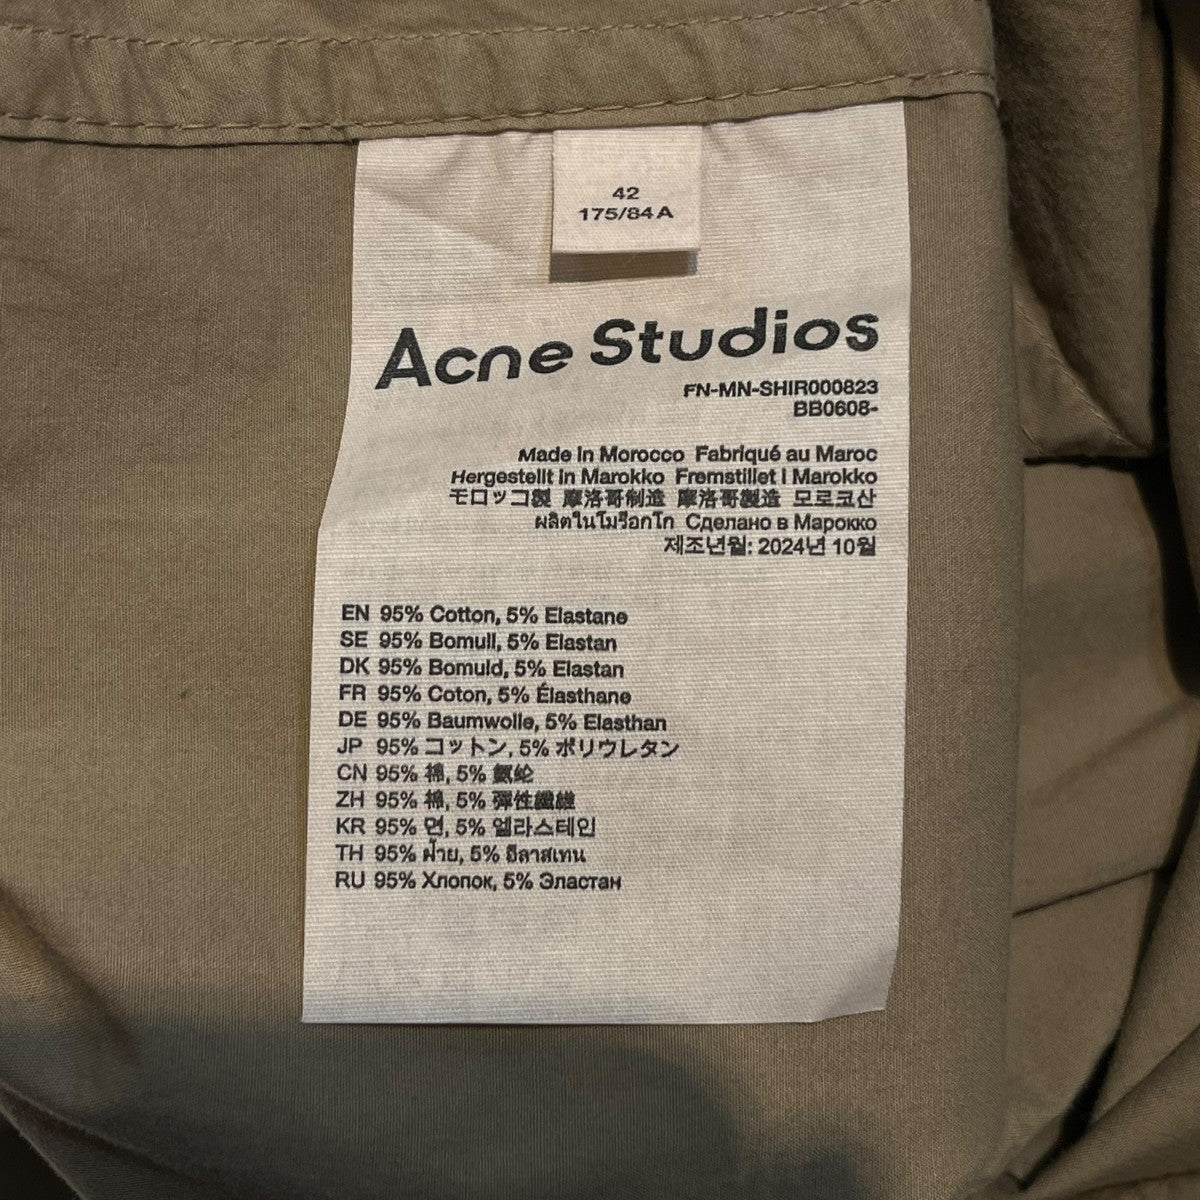 42
175/84A
Acne Studios
FN-MN-SHIR000823
BB0608-
Made in Morocco Fabriqué au Maroc
Hergestellt in Marokko Fremstillet i Marokko
モロッコ製 摩洛哥制造 摩洛哥製造 모로코산
ผลิตในโมร็อกโก Сделано в Марокко
제조년월: 2024년 10월
EN 95% Cotton, 5% Elastane
SE 95% Bomull, 5% Elastan
DK 95% Bomuld, 5% Elastan
FR 95% Coton, 5% Élasthane
DE 95% Baumwolle, 5% Elasthan
JP 95% コットン, 5% ポリウレタン
CN 95% 棉, 5% 氨纶
ZH 95% 棉, 5% 彈性纖維
KR 95% 면, 5% 엘라스테인
TH 95% ฝ้าย, 5% อีลาสเทน
RU 95% Хлопок, 5% Эластан